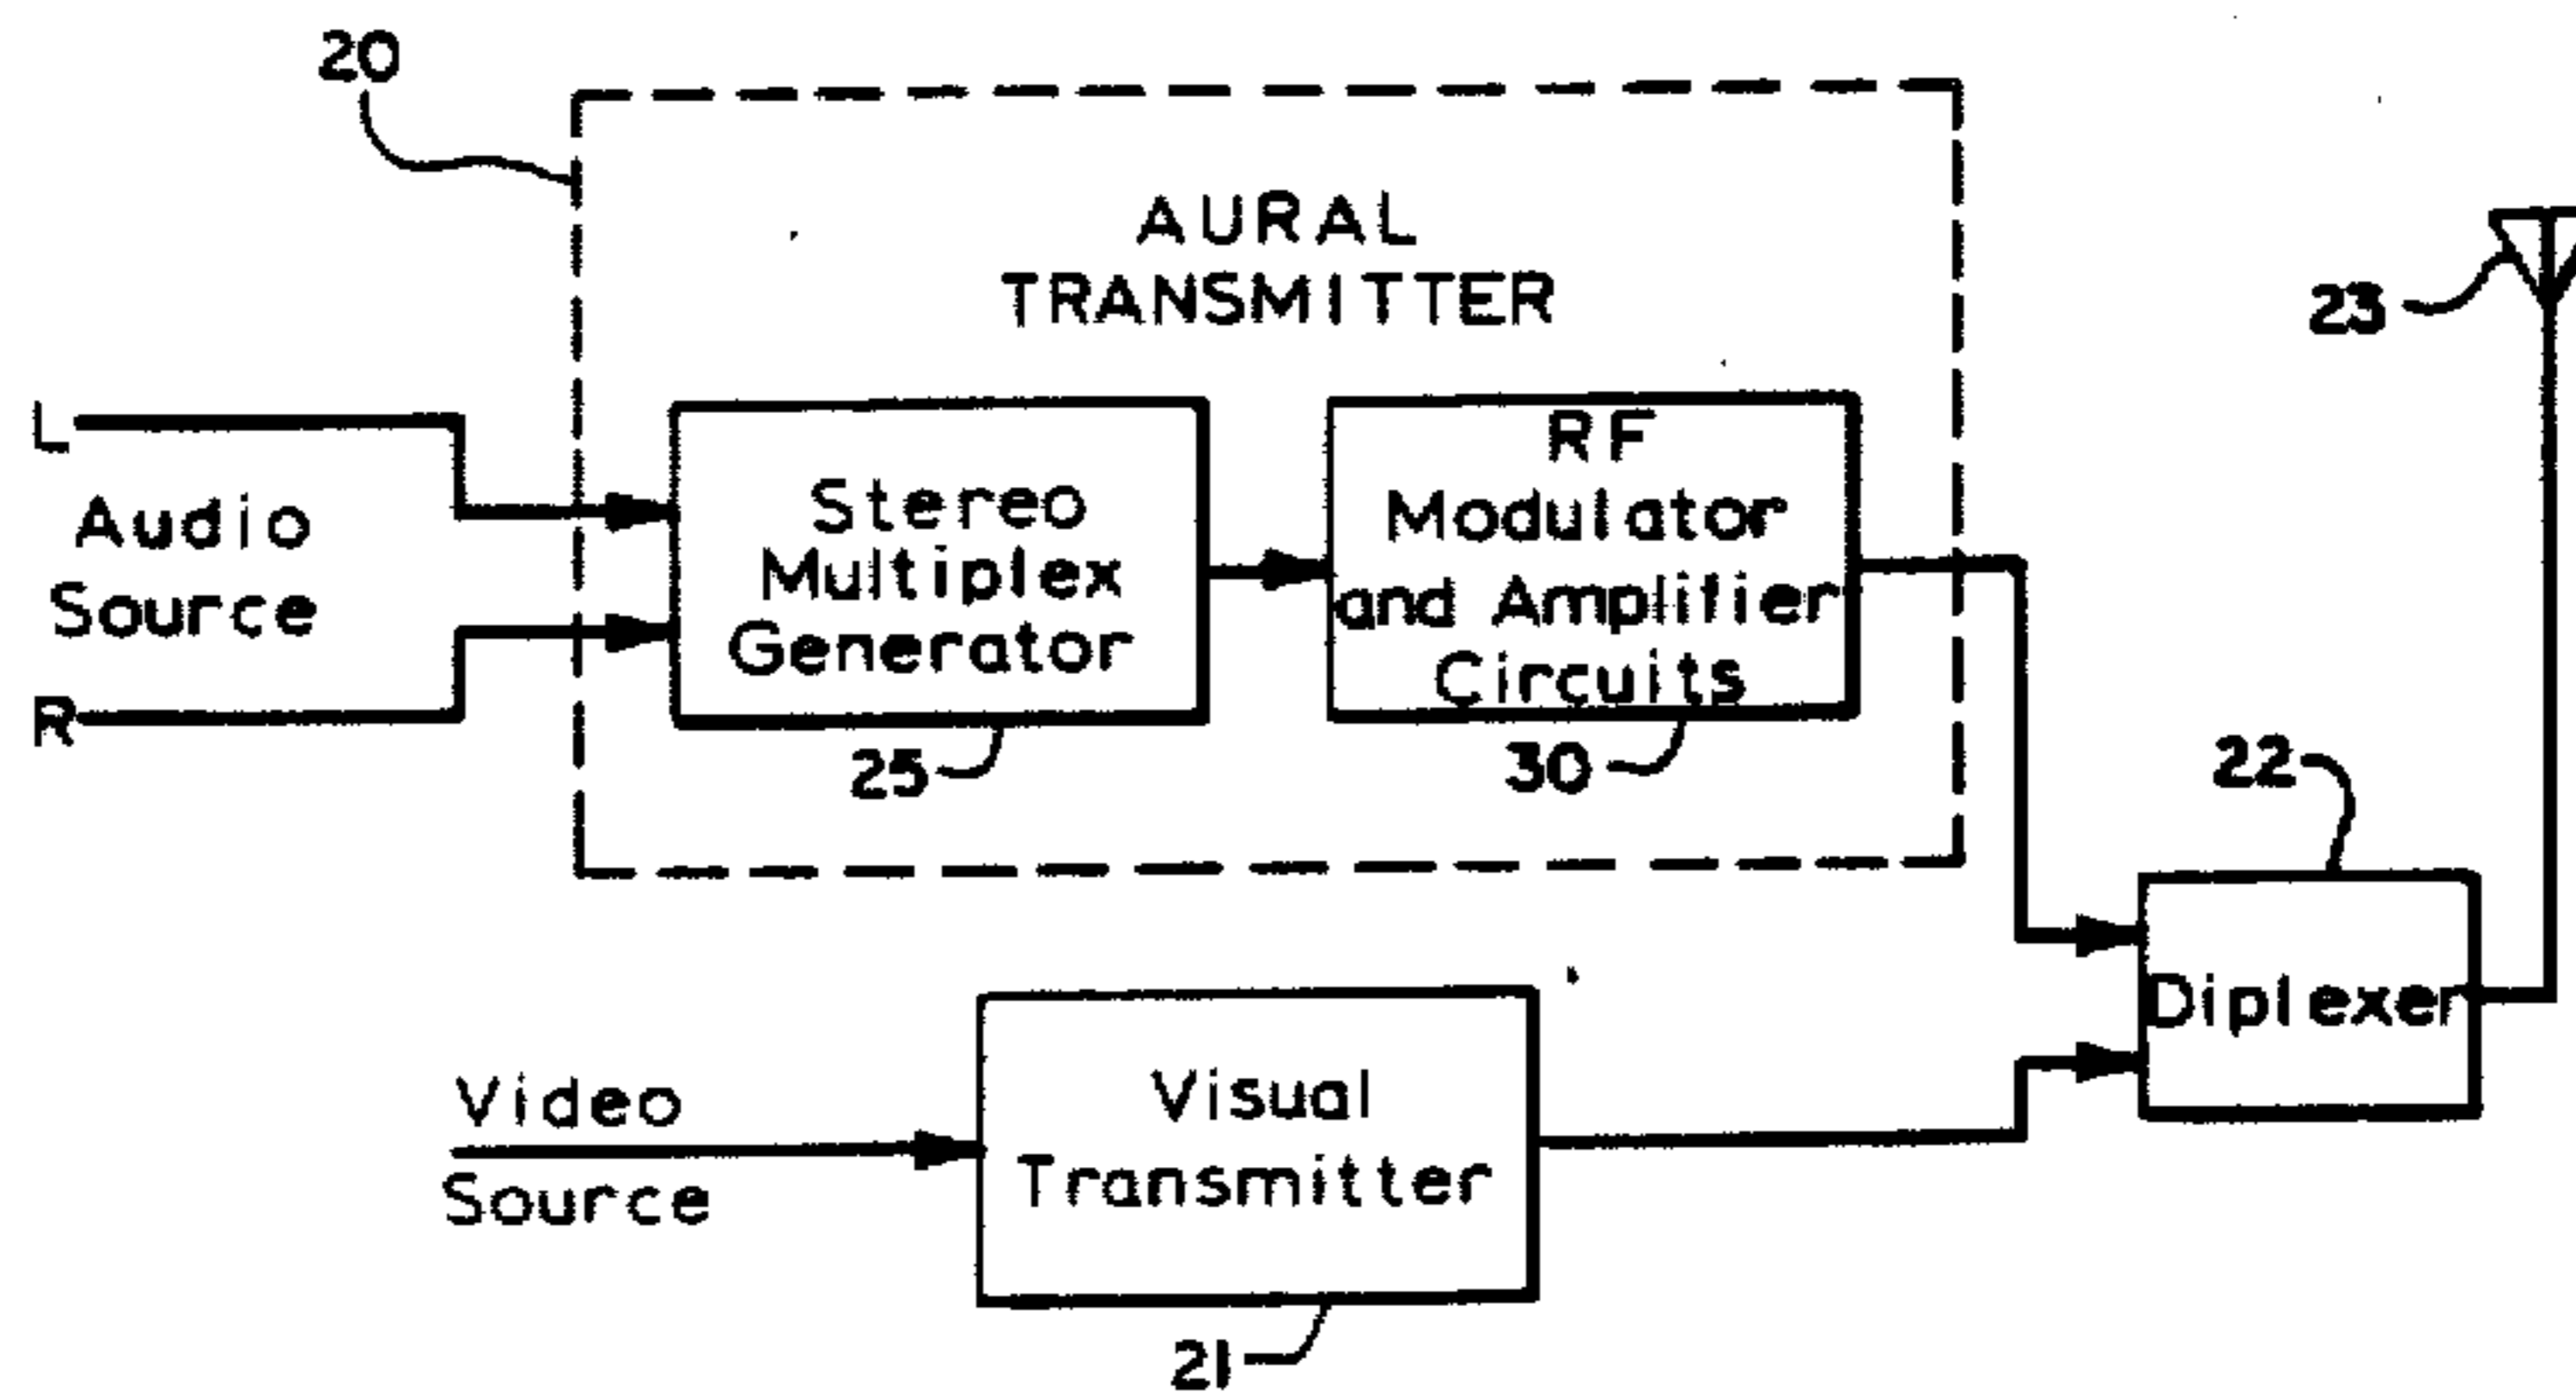 20
AURAL
TRANSMITTER
23
L
Audio
Source
R
Stereo
Multiplex
Generator
25
RF
Modulator
and Amplifier
Circuits
30
22
Diplexer
Video
Source
Visual
Transmitter
21